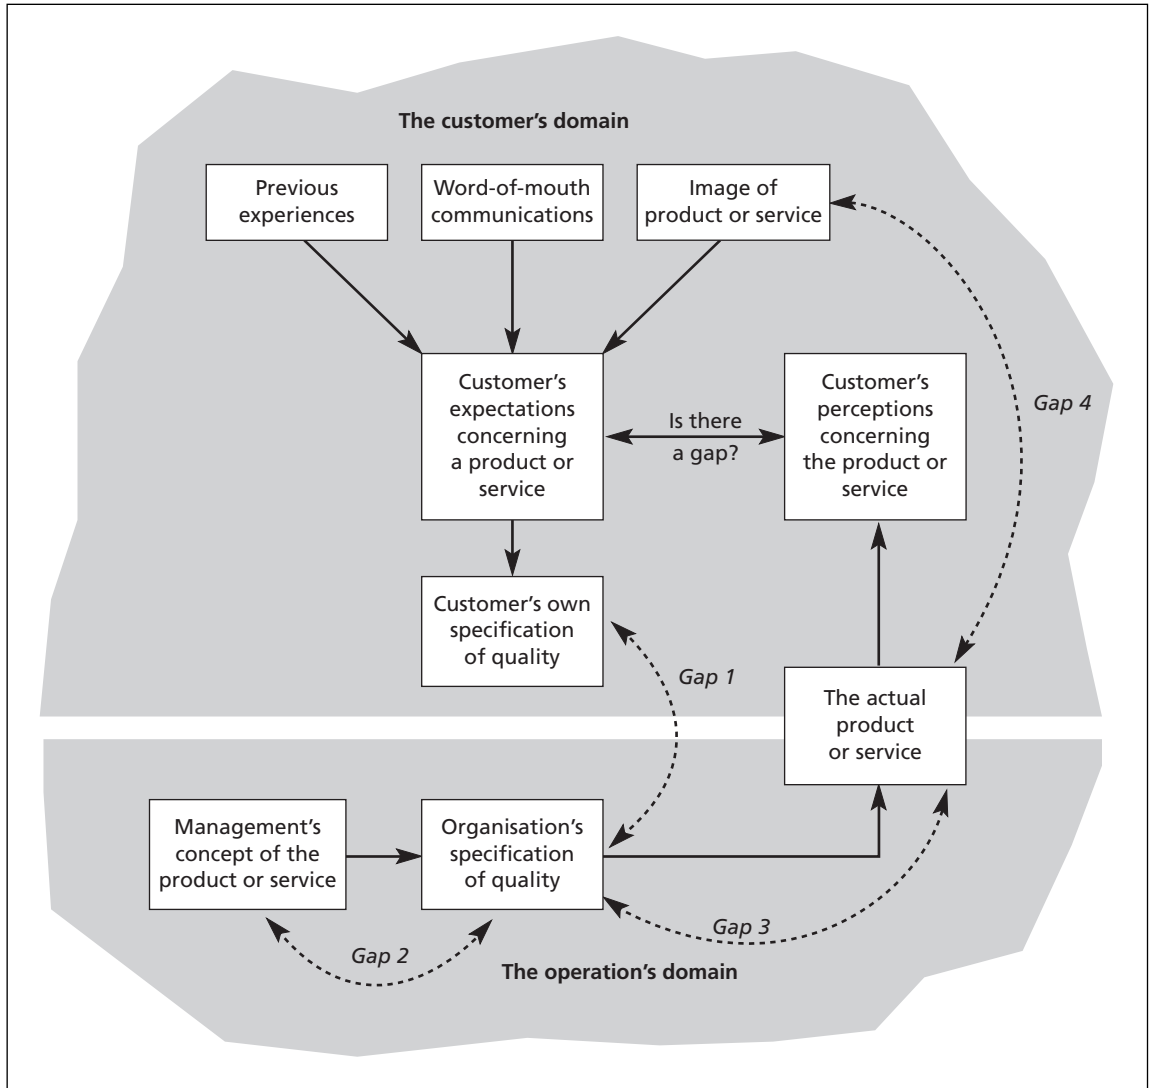 The customer’s domain
Previous
experiences
Word-of-mouth
communications
Image of
product or service
Customer’s
expectations
concerning
a product or
service
Is there
a gap?
Customer’s
perceptions
concerning
the product or
service
Gap 4
Customer’s own
specification
of quality
Gap 1
The actual
product
or service
Management’s
concept of the
product or service
Organisation’s
specification
of quality
Gap 2
Gap 3
The operation’s domain